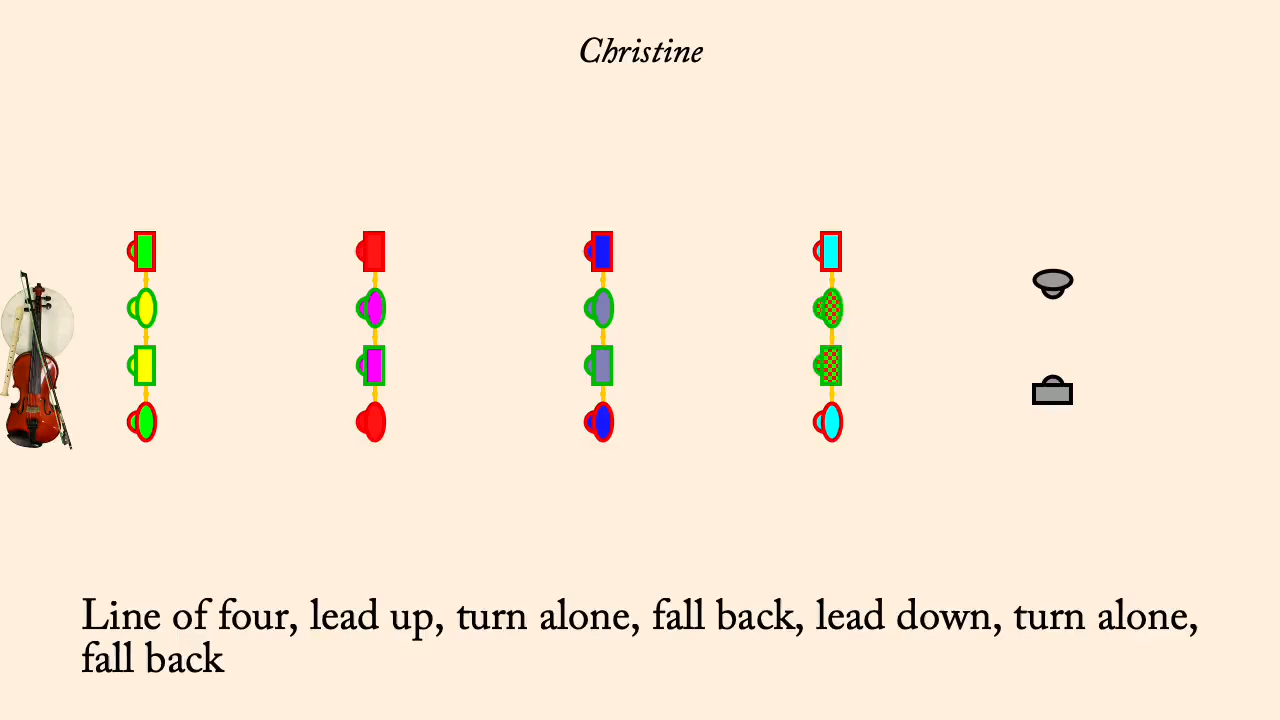 Christine
Line of four, lead up, turn alone, fall back, lead down, turn alone,
fall back